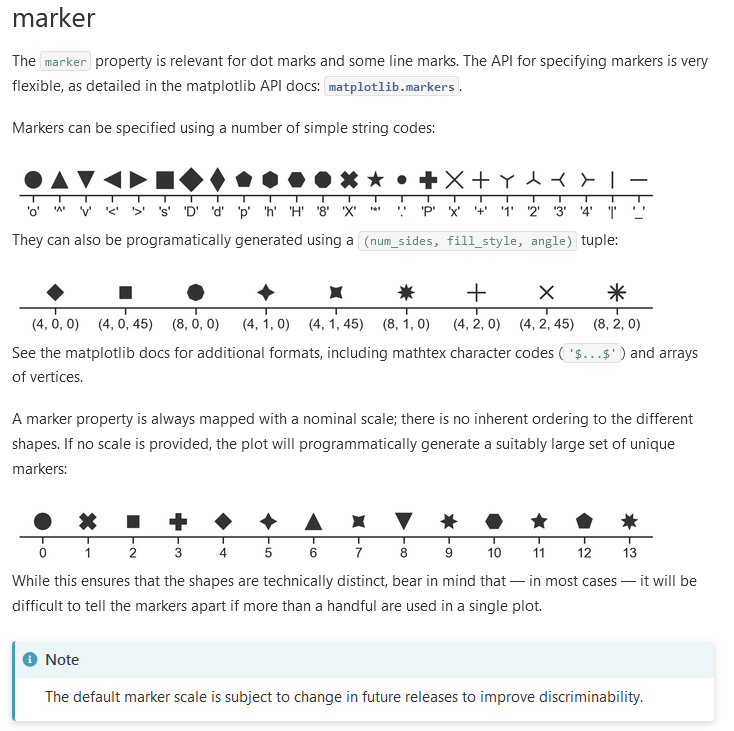 marker
The marker property is relevant for dot marks and some line marks. The API for specifying markers is very
flexible, as detailed in the matplotlib API docs: matplotlib.markers.
Markers can be specified using a number of simple string codes:
'o' '^' 'v' '<' '>' 's' 'D' 'd' 'p' 'h' 'H' '8' 'X' '*' '.' 'P' 'x' '+' '1' '2' '3' '4' '|' '_'
They can also be programatically generated using a (num_sides, fill_style, angle) tuple:
(4, 0, 0) (4, 0, 45) (8, 0, 0) (4, 1, 0) (4, 1, 45) (8, 1, 0) (4, 2, 0) (4, 2, 45) (8, 2, 0)
See the matplotlib docs for additional formats, including mathtex character codes ('$...$') and arrays
of vertices.
A marker property is always mapped with a nominal scale; there is no inherent ordering to the different
shapes. If no scale is provided, the plot will programmatically generate a suitably large set of unique
markers:
0 1 2 3 4 5 6 7 8 9 10 11 12 13
While this ensures that the shapes are technically distinct, bear in mind that — in most cases — it will be
difficult to tell the markers apart if more than a handful are used in a single plot.
Note
The default marker scale is subject to change in future releases to improve discriminability.